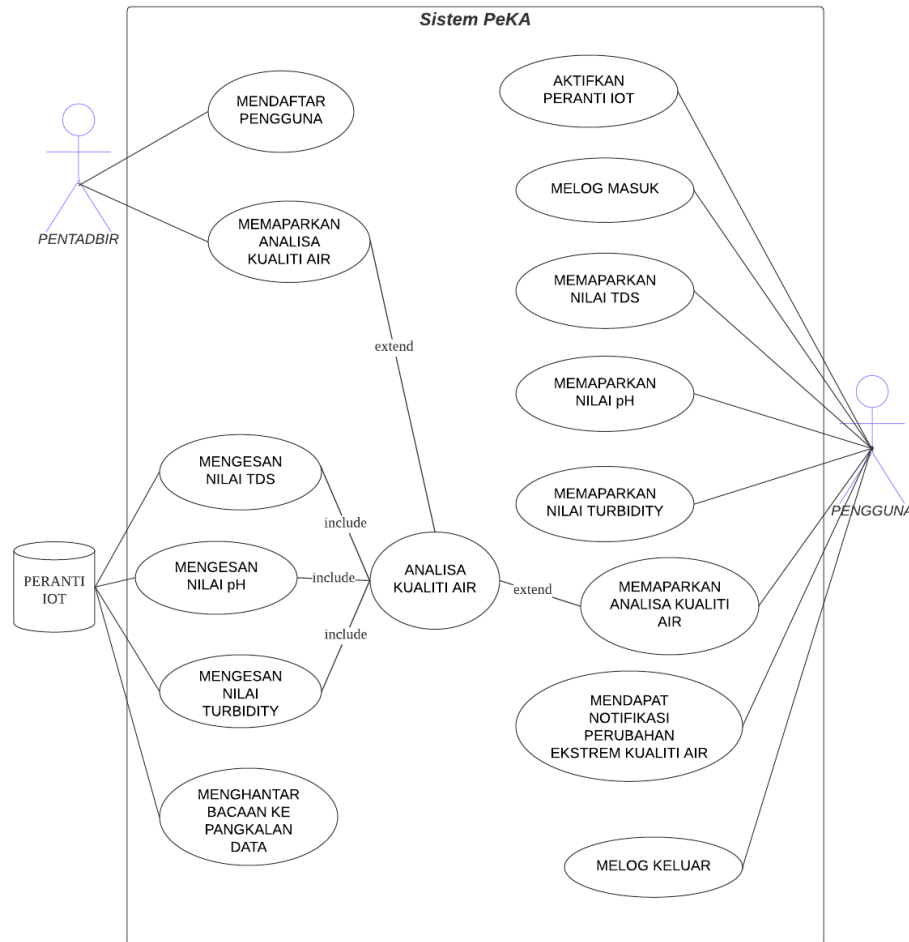 Sistem PeKA
MENDAFTAR
PENGGUNA
MEMAPARKAN
ANALISA
KUALITI AIR
PENTADBIR
extend
MENGESAN
NILAI TDS
MENGESAN
NILAI pH
MENGESAN
NILAI
TURBIDITY
MENGHANTAR
BACAAN KE
PANGKALAN
DATA
PERANTI
IOT
include
include
include
ANALISA
KUALITI AIR
extend
AKTIFKAN
PERANTI IOT
MELOG MASUK
MEMAPARKAN
NILAI TDS
MEMAPARKAN
NILAI pH
MEMAPARKAN
NILAI TURBIDITY
MEMAPARKAN
ANALISA KUALITI
AIR
MENDAPAT
NOTIFIKASI
PERUBAHAN
EKSTREM KUALITI AIR
MELOG KELUAR
PENGGUNA